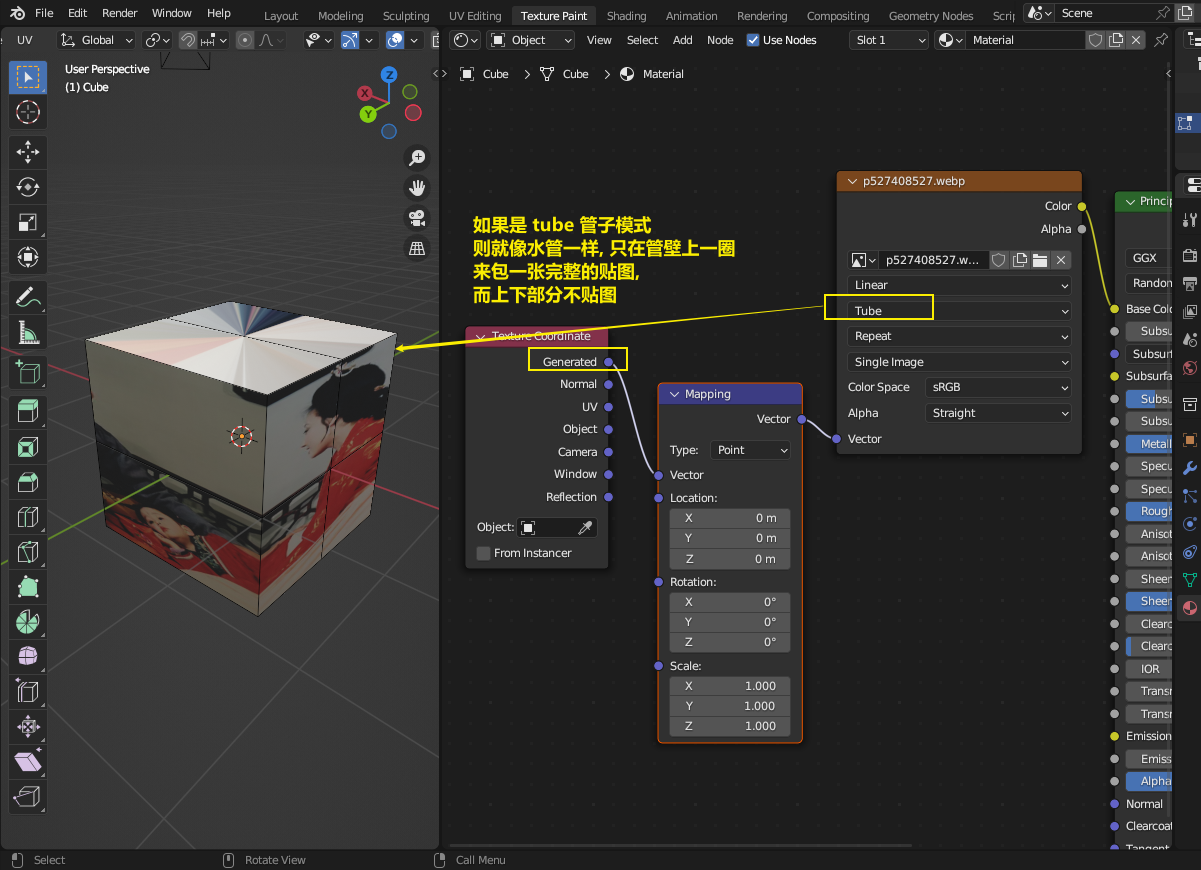 File Edit Render Window Help Layout Modeling Sculpting UV Editing Texture Paint Shading Animation Rendering Compositing Geometry Nodes Scrip Scene
UV Global Object View Select Add Node Use Nodes Slot 1 Material
User Perspective
(1) Cube
Z
X
Y
Cube > Cube > Material
如果是 tube 管子模式
则就像水管一样, 只在管壁上一圈
来包一张完整的贴图,
而上下部分不贴图
Texture Coordinate
Generated
Normal
UV
Object
Camera
Window
Reflection
Object:
From Instancer
Mapping
Vector
Type: Point
Vector
Location:
X 0 m
Y 0 m
Z 0 m
Rotation:
X 0°
Y 0°
Z 0°
Scale:
X 1.000
Y 1.000
Z 1.000
p527408527.webp
Color
Alpha
p527408527.w...
Linear
Tube
Repeat
Single Image
Color Space sRGB
Alpha Straight
Vector
Princip
GGX
Random
Base Colo
Subsu
Subsurf
Subsurfa
Subsu
Subsu
Metall
Specu
Specu
Rough
Anisot
Anisot
Sheer
Sheer
Clearc
Clearc
IOR
Transr
Transr
Emission
Emiss
Alpha
Normal
Clearcoat
Tangent
Select Rotate View Call Menu